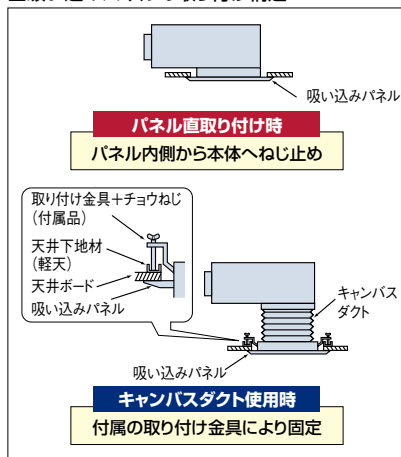 吸い込みパネル
パネル直取り付け時
パネル内側から本体へねじ止め
取り付け金具＋チョウねじ
(付属品)
天井下地材
(軽天)
天井ボード
吸い込みパネル
キャンバス
ダクト
吸い込みパネル
キャンバスダクト使用時
付属の取り付け金具により固定